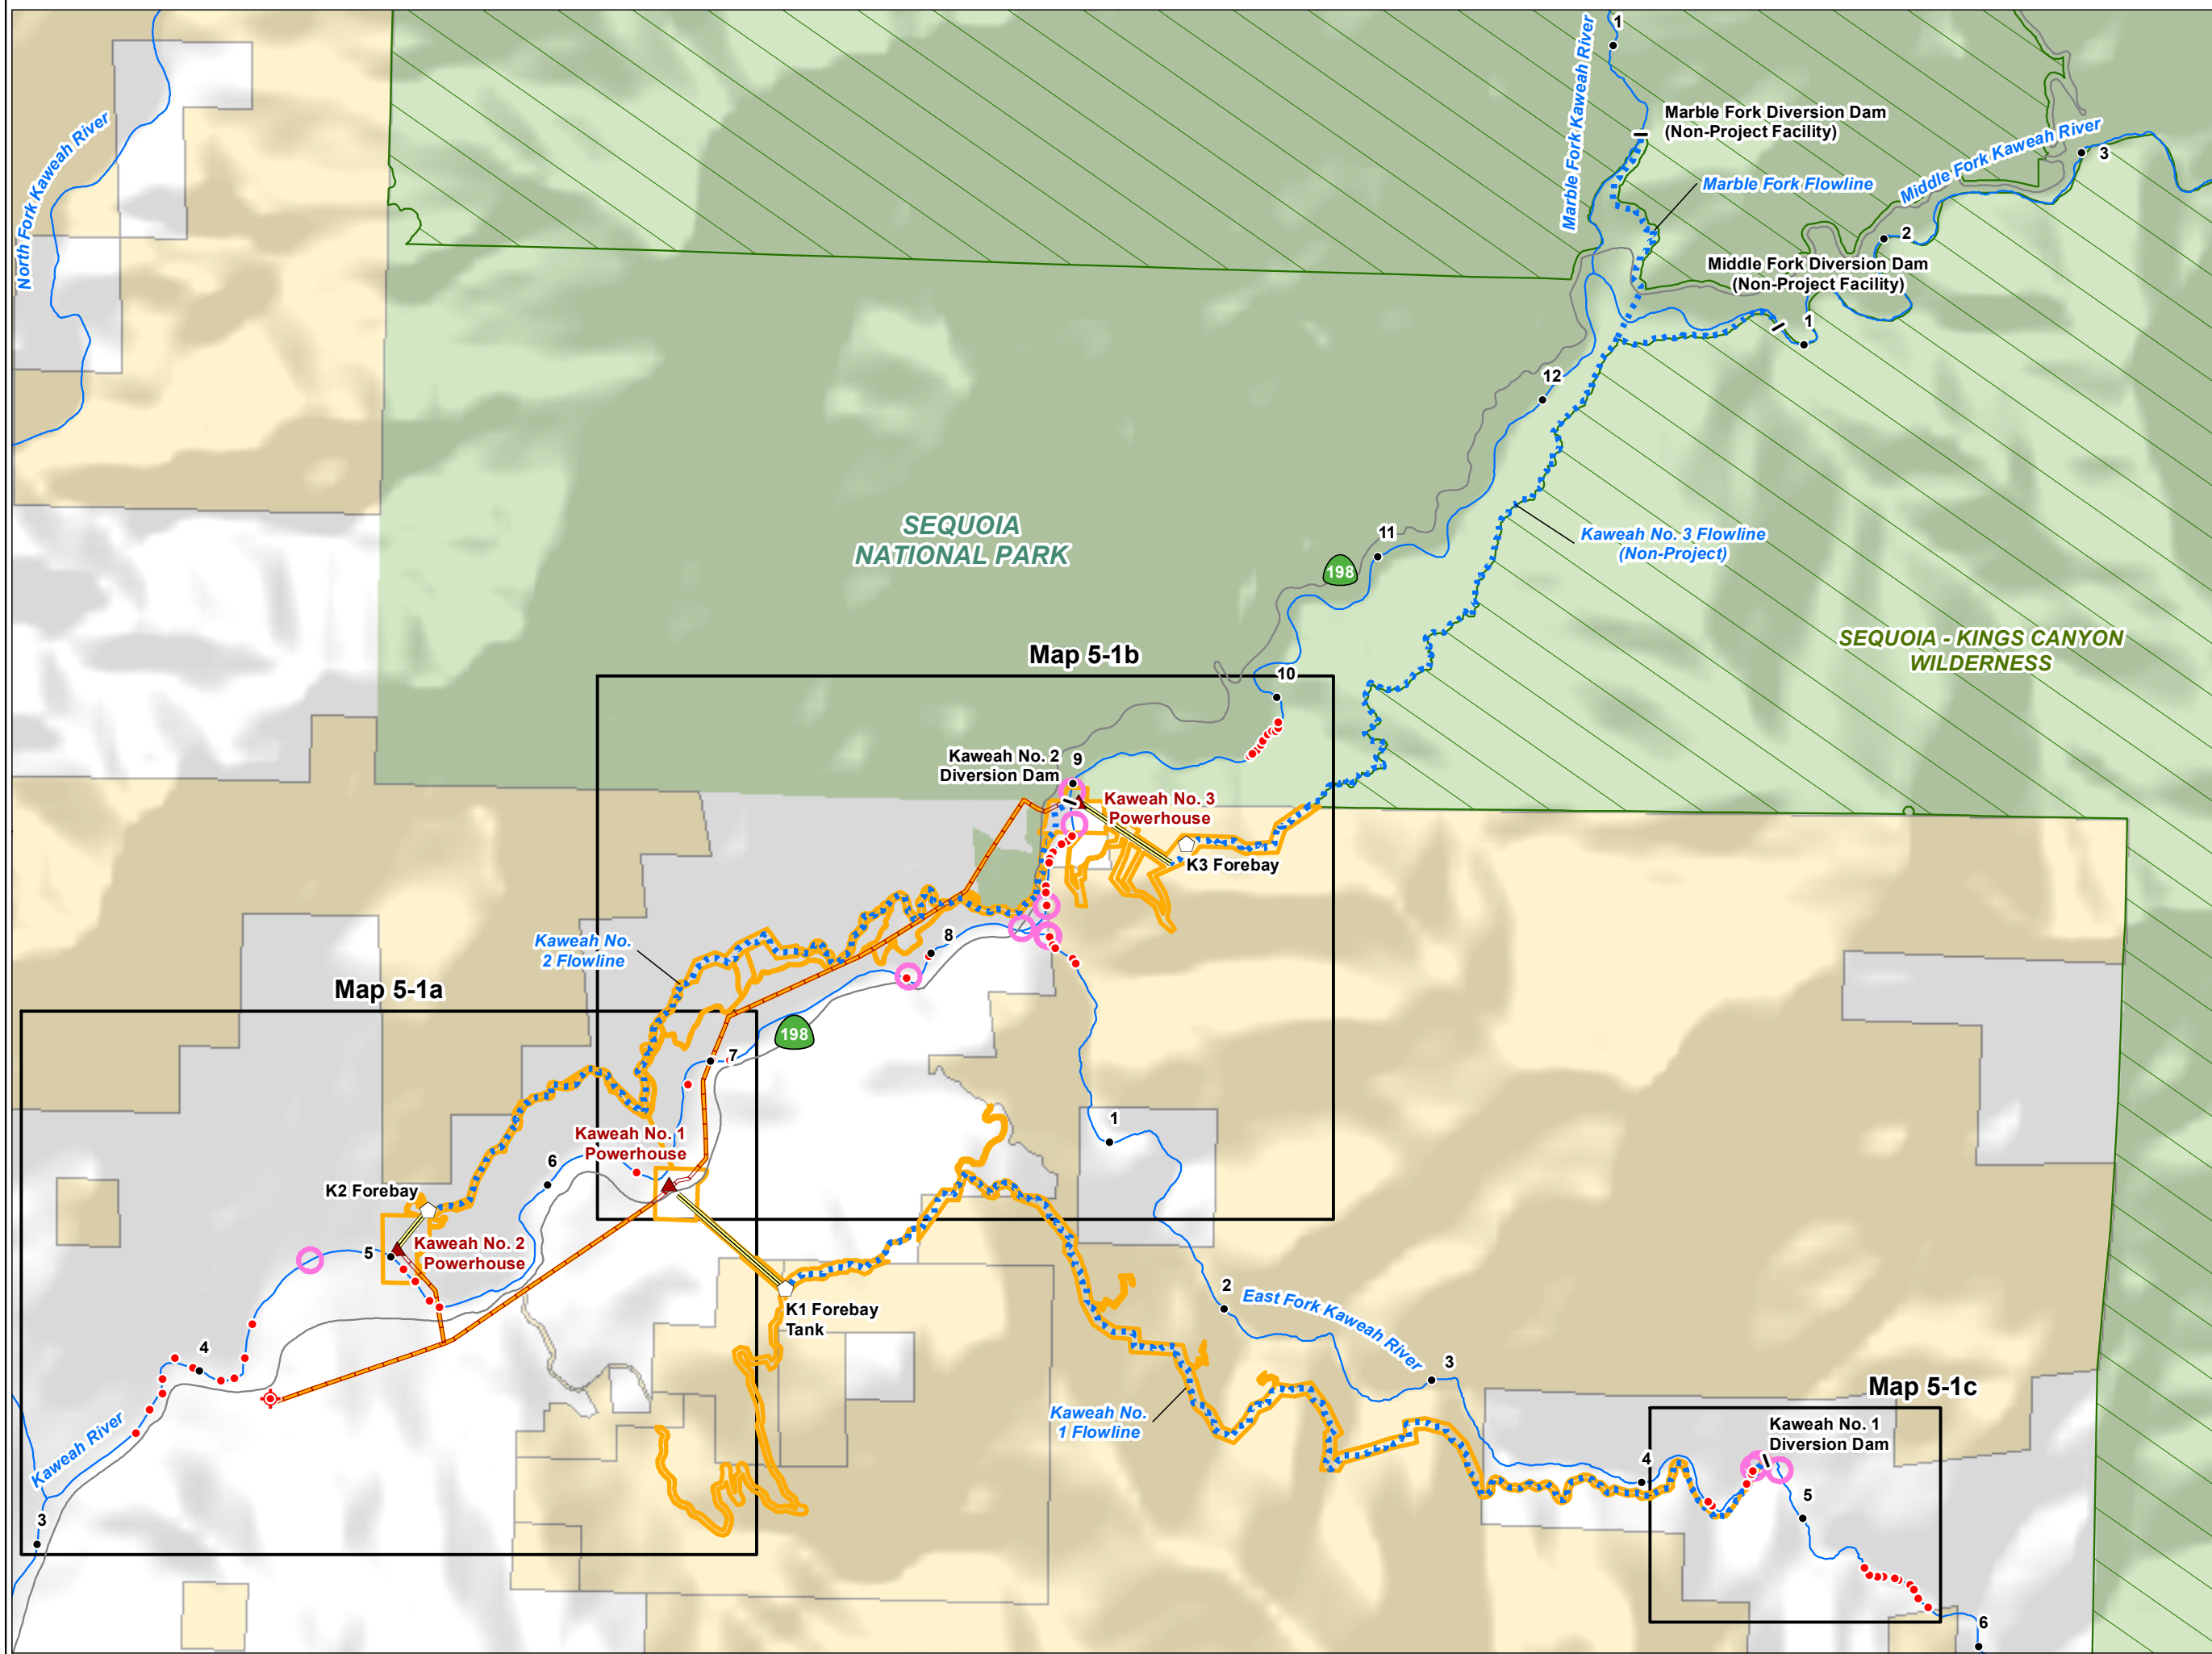 1
Marble Fork Kaweah River
Marble Fork Diversion Dam
(Non-Project Facility)
North Fork Kaweah River
Middle Fork Kaweah River
3
Marble Fork Flowline
2
Middle Fork Diversion Dam
(Non-Project Facility)
1
12
SEQUOIA
NATIONAL PARK
11
198
Kaweah No. 3 Flowline
(Non-Project)
SEQUOIA - KINGS CANYON
WILDERNESS
Map 5-1b
10
Kaweah No. 2
Diversion Dam
9
Kaweah No. 3
Powerhouse
K3 Forebay
Kaweah No.
2 Flowline
8
Map 5-1a
198
7
1
Kaweah No. 1
Powerhouse
6
K2 Forebay
5
Kaweah No. 2
Powerhouse
2
East Fork Kaweah River
K1 Forebay
Tank
4
3
Map 5-1c
Kaweah No.
1 Flowline
Kaweah No. 1
Diversion Dam
Kaweah River
4
5
3
6